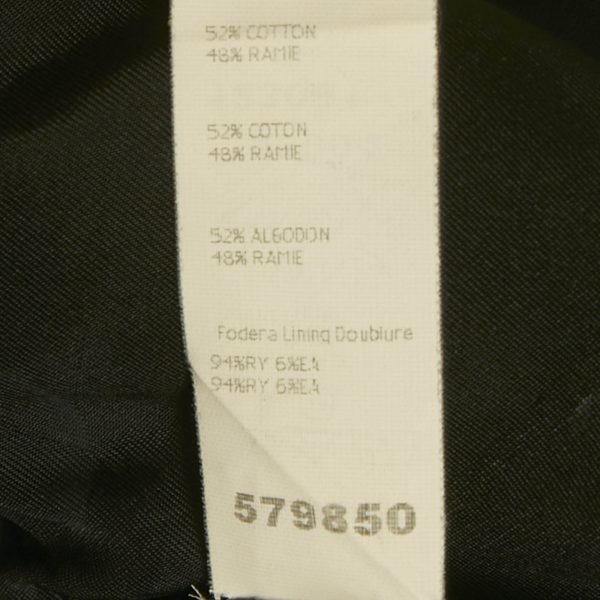 52% COTTON
48% RAMIE
52% COTON
48% RAMIE
52% ALGODON
48% RAMIE
Fodera Lining Doublure
94%RY 6%EA
94%RY 6%EA
579850